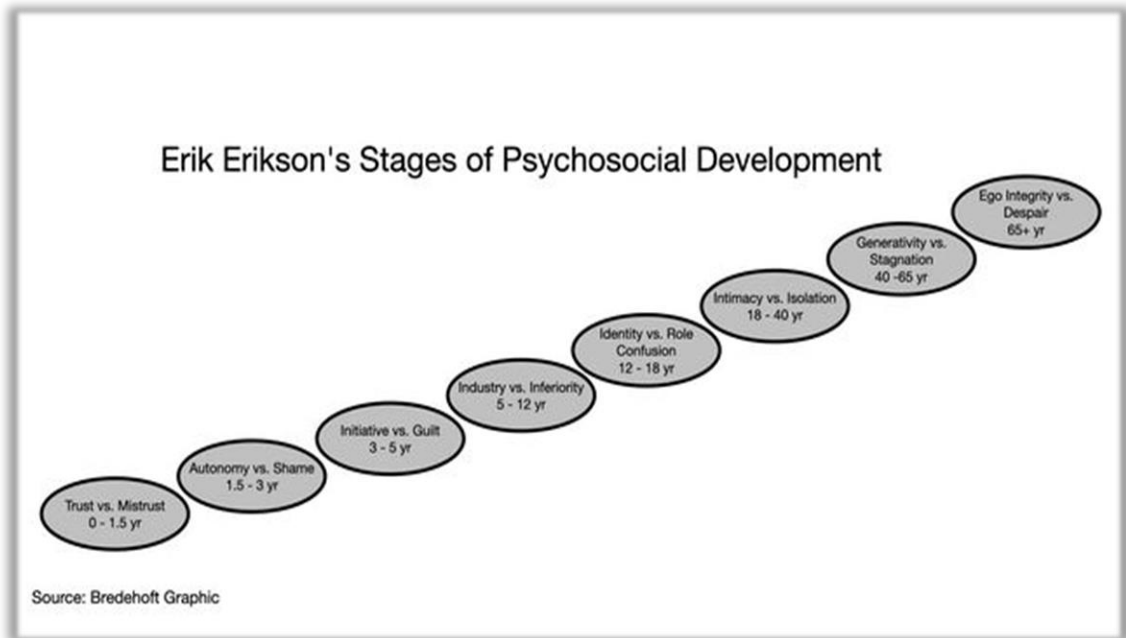 Erik Erikson's Stages of Psychosocial Development
Trust vs. Mistrust
0 - 1.5 yr
Autonomy vs. Shame
1.5 - 3 yr
Initiative vs. Guilt
3 - 5 yr
Industry vs. Inferiority
5 - 12 yr
Identity vs. Role
Confusion
12 - 18 yr
Intimacy vs. Isolation
18 - 40 yr
Generativity vs.
Stagnation
40 -65 yr
Ego Integrity vs.
Despair
65+ yr
Source: Bredehoft Graphic